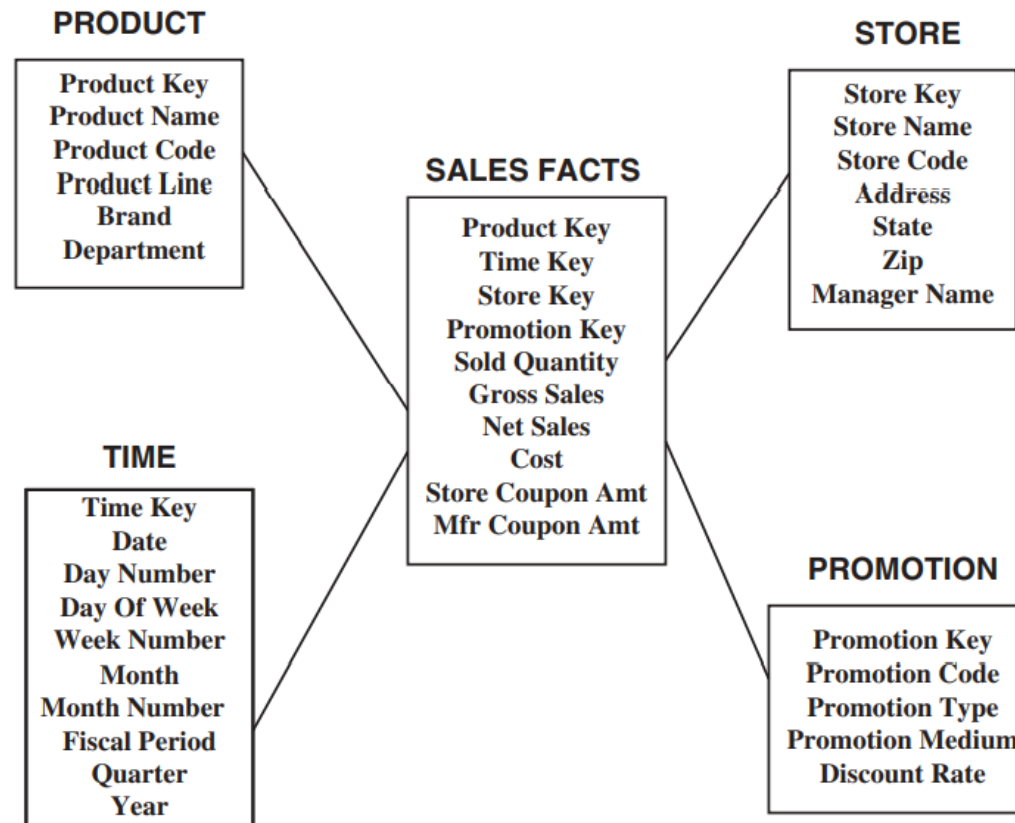 PRODUCT
Product Key
Product Name
Product Code
Product Line
Brand
Department
STORE
Store Key
Store Name
Store Code
Address
State
Zip
Manager Name
SALES FACTS
Product Key
Time Key
Store Key
Promotion Key
Sold Quantity
Gross Sales
Net Sales
Cost
Store Coupon Amt
Mfr Coupon Amt
TIME
Time Key
Date
Day Number
Day Of Week
Week Number
Month
Month Number
Fiscal Period
Quarter
Year
PROMOTION
Promotion Key
Promotion Code
Promotion Type
Promotion Medium
Discount Rate